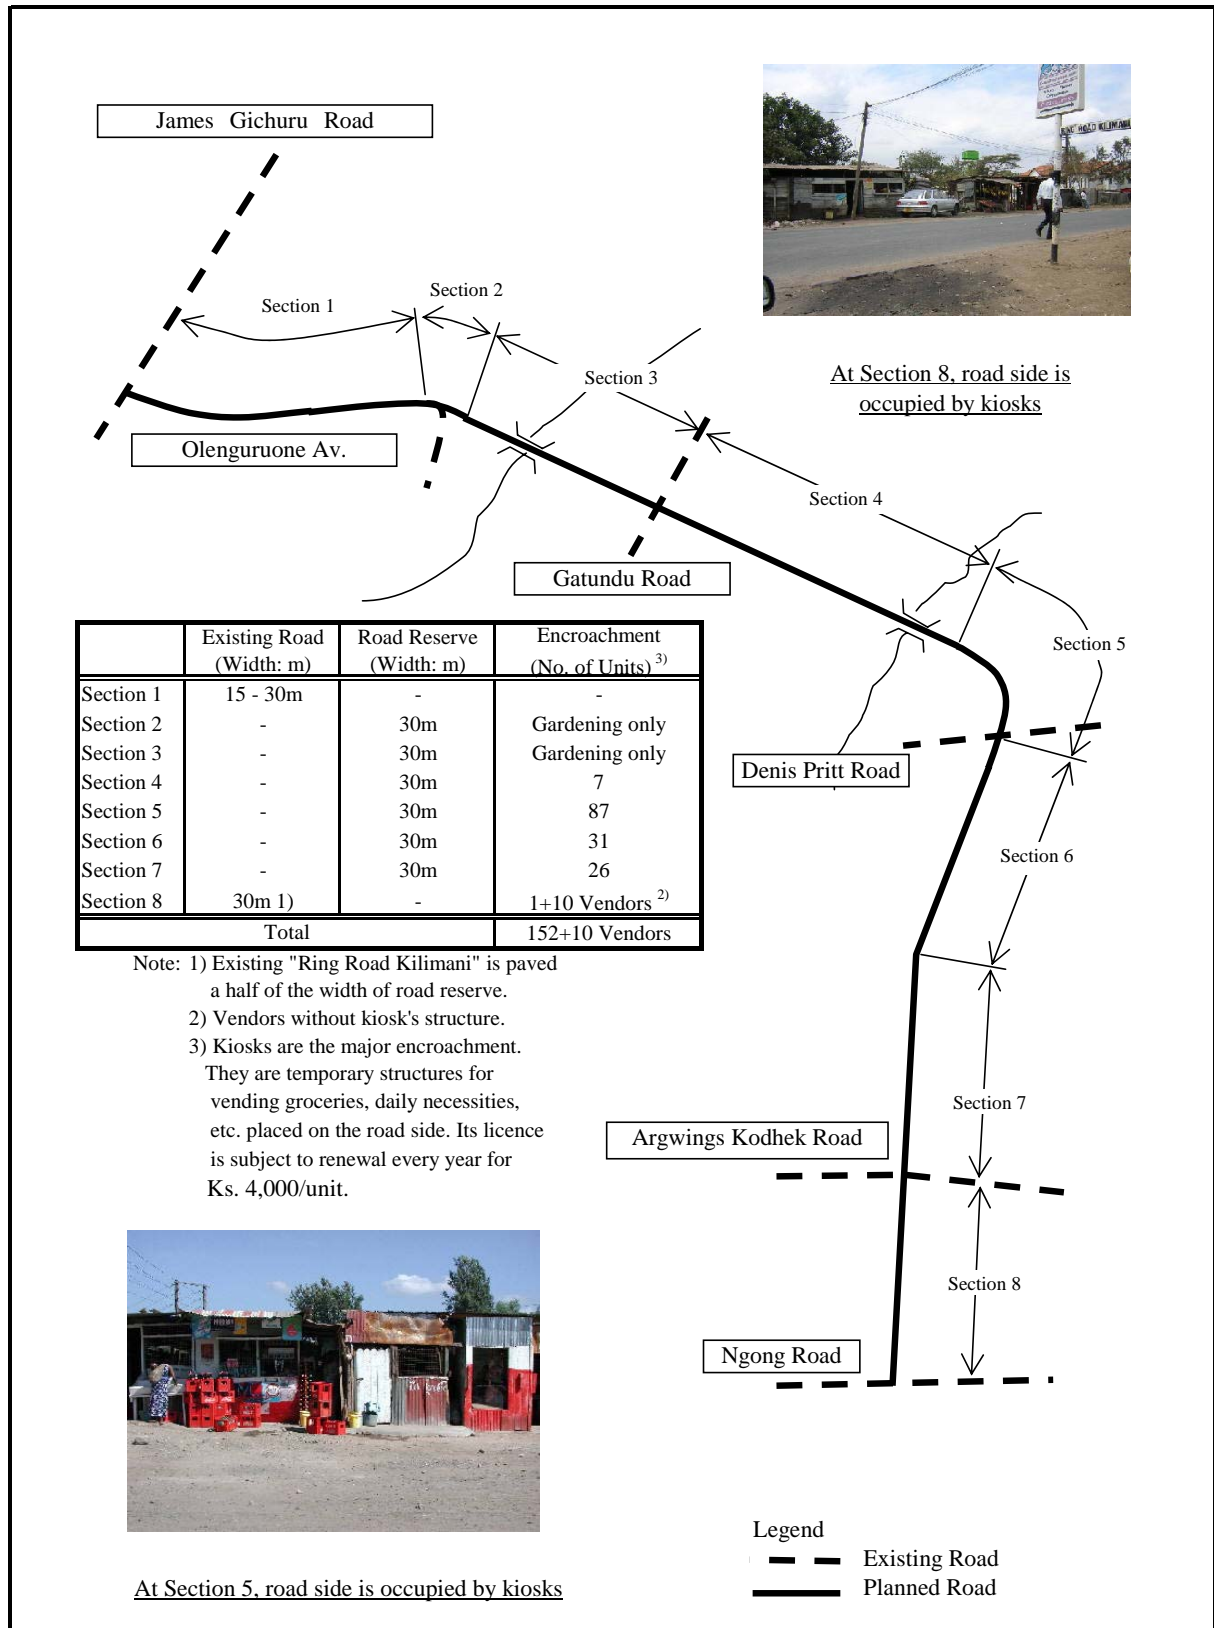 James Gichuru Road
RING ROAD KILIMANI
Section 1
Section 2
Section 3
At Section 8, road side is
occupied by kiosks
Olenguruone Av.
Section 4
Gatundu Road
Section 5
Existing Road Road Reserve Encroachment
(Width: m) (Width: m) (No. of Units) 3)
Section 1 15 - 30m - -
Section 2 - 30m Gardening only
Section 3 - 30m Gardening only
Section 4 - 30m 7
Section 5 - 30m 87
Section 6 - 30m 31
Section 7 - 30m 26
Section 8 30m 1) - 1+10 Vendors 2)
Total 152+10 Vendors
Denis Pritt Road
Section 6
Note: 1) Existing "Ring Road Kilimani" is paved
a half of the width of road reserve.
2) Vendors without kiosk's structure.
3) Kiosks are the major encroachment.
They are temporary structures for
vending groceries, daily necessities,
etc. placed on the road side. Its licence
is subject to renewal every year for
Ks. 4,000/unit.
Section 7
Argwings Kodhek Road
Section 8
Ngong Road
At Section 5, road side is occupied by kiosks
Legend
Existing Road
Planned Road